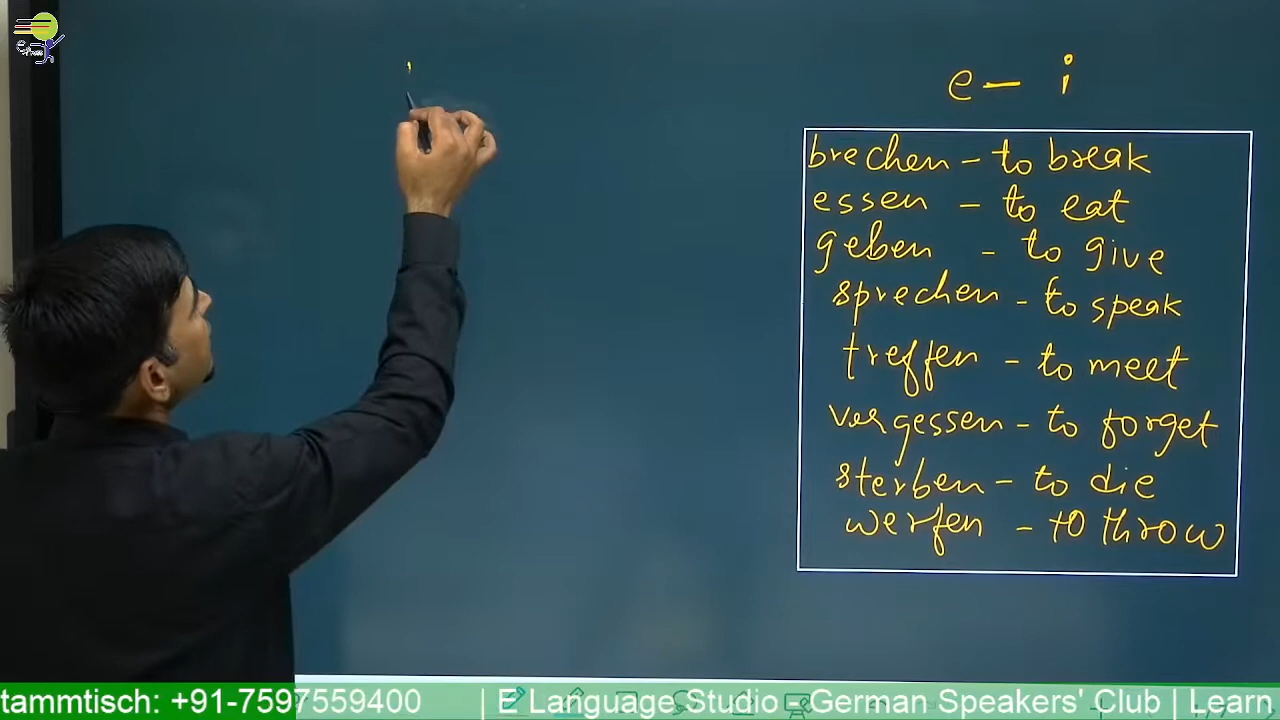 e - i
brechen - to break
essen - to eat
geben - to give
sprechen - to speak
treffen - to meet
vergessen - to forget
sterben - to die
werfen - to throw
tammtisch: +91-7597559400 | E Language Studio - German Speakers' Club | Learn